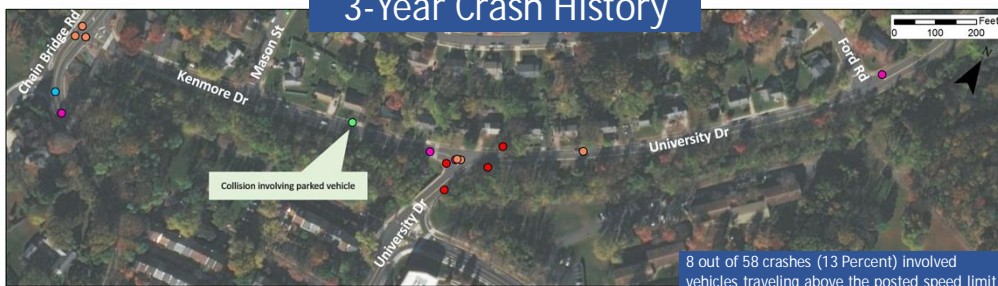 3-Year Crash History
Chain Bridge Rd
Mason St
Kenmore Dr
Ford Rd
Feet
0 100 200
N
University Dr
Collision involving parked vehicle
University Dr
8 out of 58 crashes (13 Percent) involved
vehicles traveling above the posted speed limit